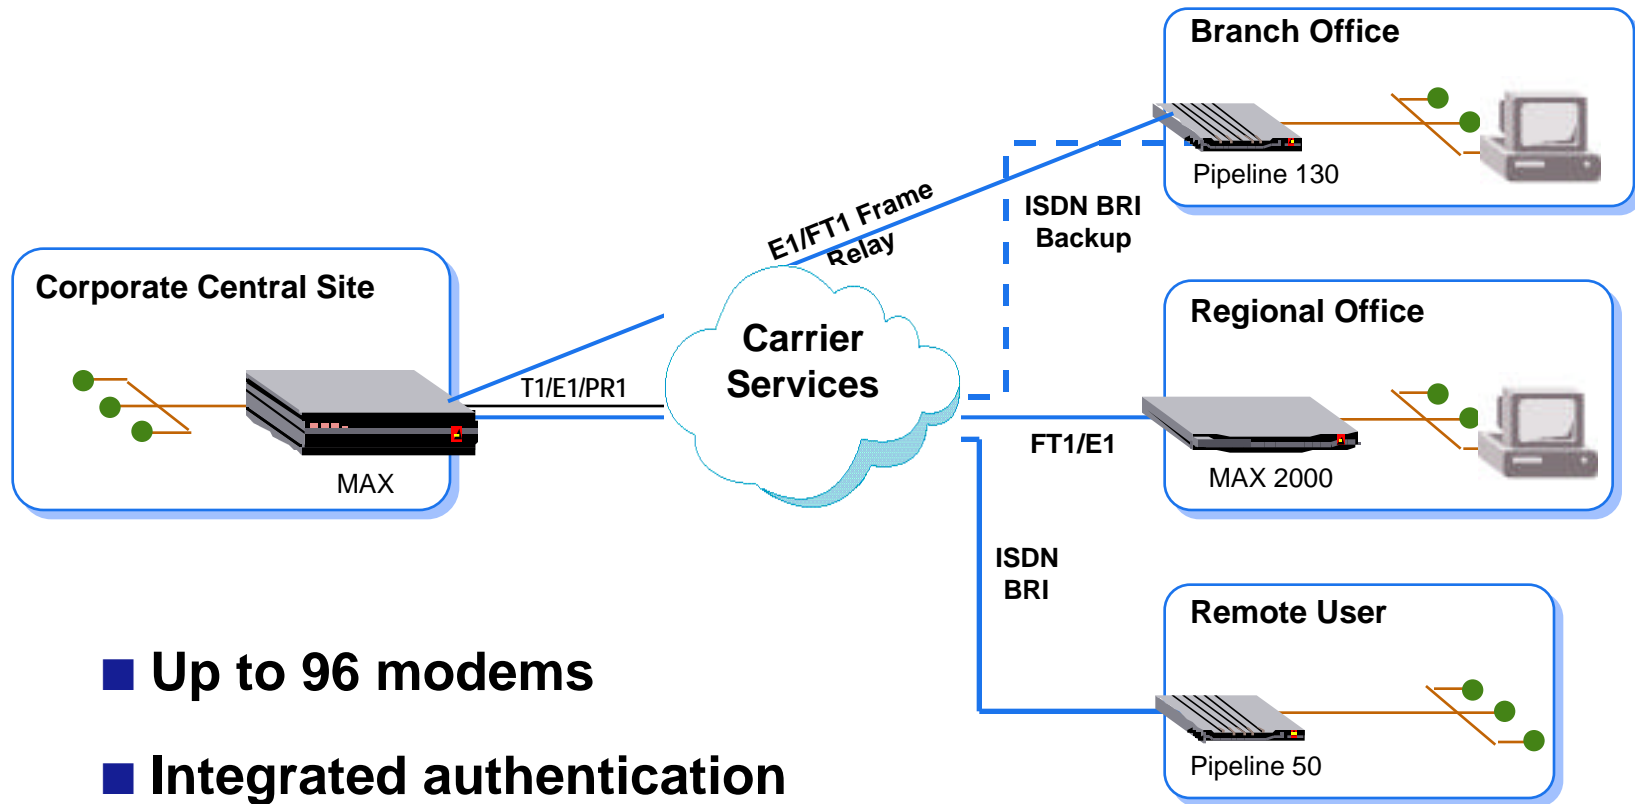 Branch Office
Pipeline 130
E1/FT1 Frame
Relay
ISDN BRI
Backup
Corporate Central Site
MAX
T1/E1/PR1
Carrier
Services
Regional Office
FT1/E1
MAX 2000
ISDN
BRI
Remote User
Pipeline 50
Up to 96 modems
Integrated authentication